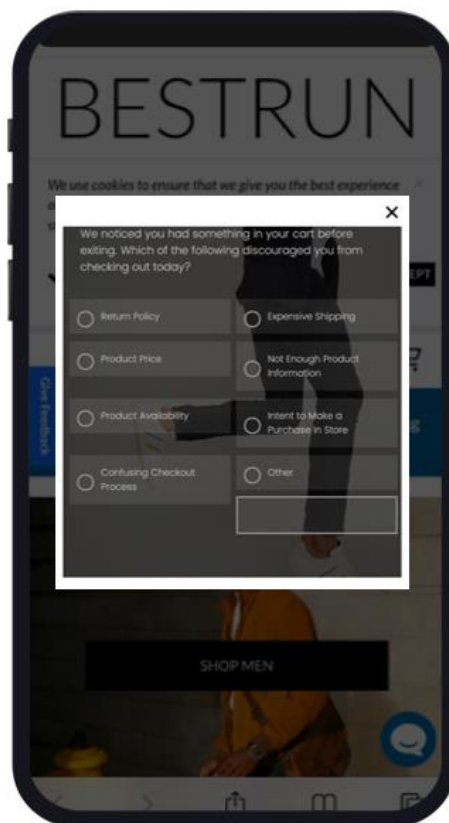 BESTRUN
We use cookies to ensure that we give you the best experience
We noticed you had something in your cart before
exiting. Which of the following discouraged you from
checking out today?
Return Policy
Expensive Shipping
Product Price
Not Enough Product
Information
Product Availability
Intent to Make a
Purchase In Store
Confusing Checkout
Process
Other
Give Feedback
SHOP MEN